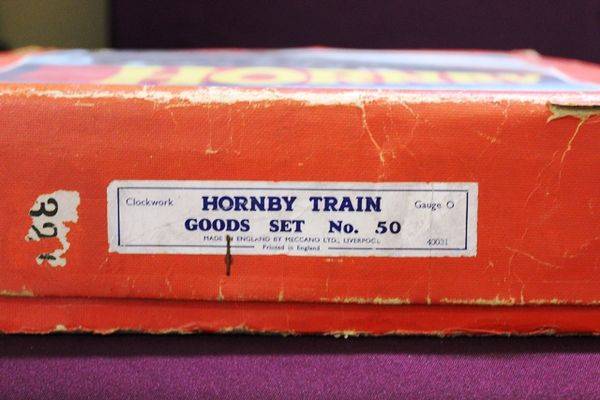 HORNBY
321
Clockwork HORNBY TRAIN Gauge O
GOODS SET No. 50
MADE IN ENGLAND BY MECCANO LTD., LIVERPOOL 40031
Printed in England